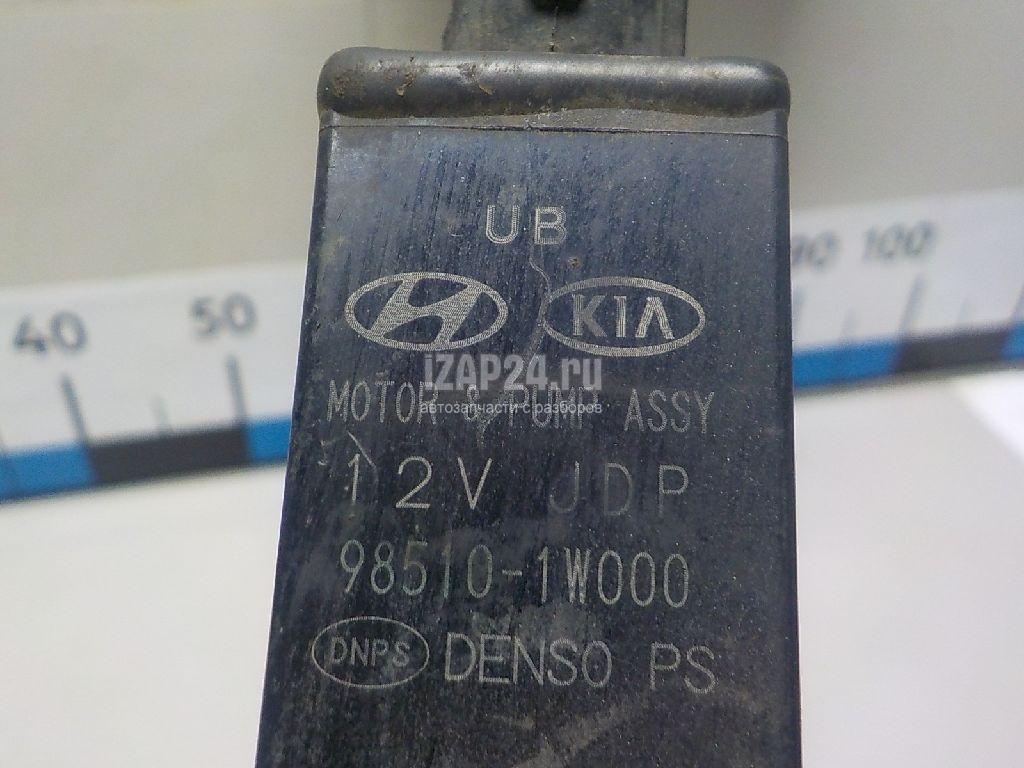 UB
KIA
iZAP24.ru
MOTOR & PUMP ASSY
автозапчасти с разборов
12V JDP
98510-1W000
DNPS DENSO PS
40 50 90 100